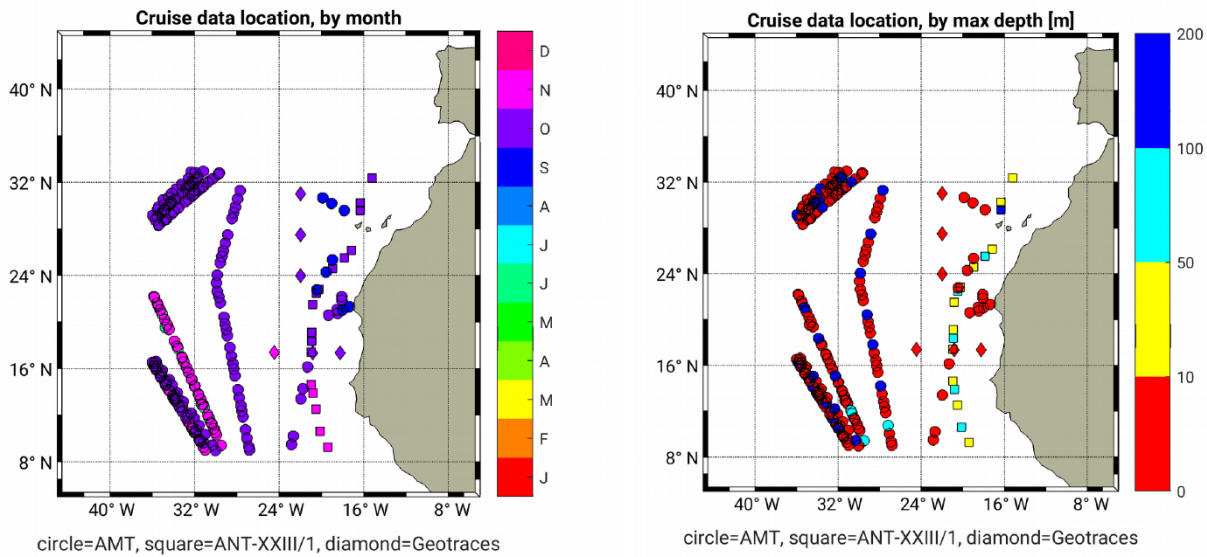 Cruise data location, by month
40° N
32° N
24° N
16° N
8° N
40° W
32° W
24° W
16° W
8° W
D
N
O
S
A
J
J
M
A
M
F
J
circle=AMT, square=ANT-XXIII/1, diamond=Geotraces
Cruise data location, by max depth [m]
40° N
32° N
24° N
16° N
8° N
40° W
32° W
24° W
16° W
8° W
200
100
50
10
0
circle=AMT, square=ANT-XXIII/1, diamond=Geotraces